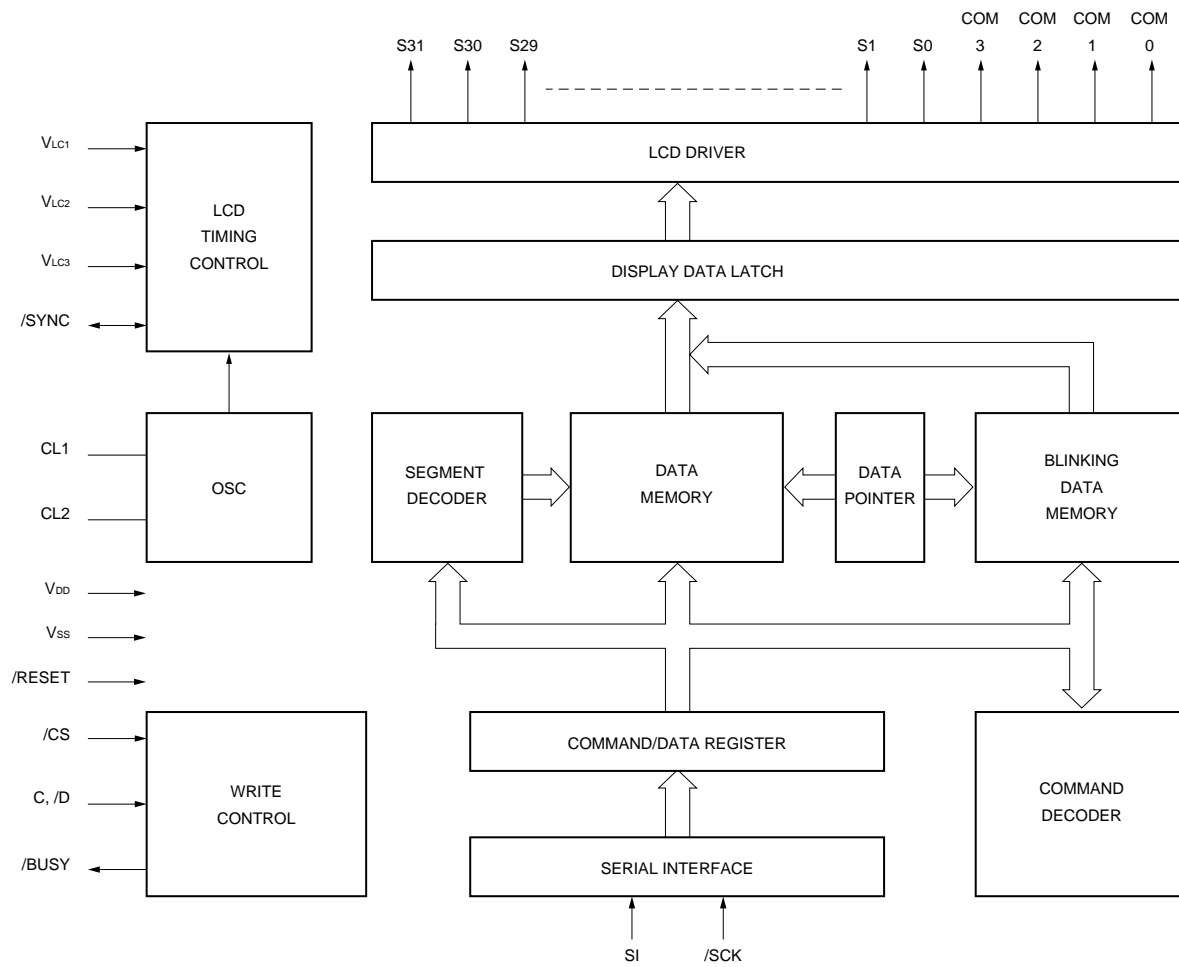 COM COM COM COM
S31 S30 S29 S1 S0 3 2 1 0
VLC1
LCD DRIVER
VLC2
LCD
TIMING
CONTROL
VLC3
DISPLAY DATA LATCH
/SYNC
CL1
OSC
CL2
SEGMENT
DECODER
DATA
MEMORY
DATA
POINTER
BLINKING
DATA
MEMORY
VDD
VSS
/RESET
/CS
C, /D
/BUSY
WRITE
CONTROL
COMMAND/DATA REGISTER
COMMAND
DECODER
SERIAL INTERFACE
SI /SCK